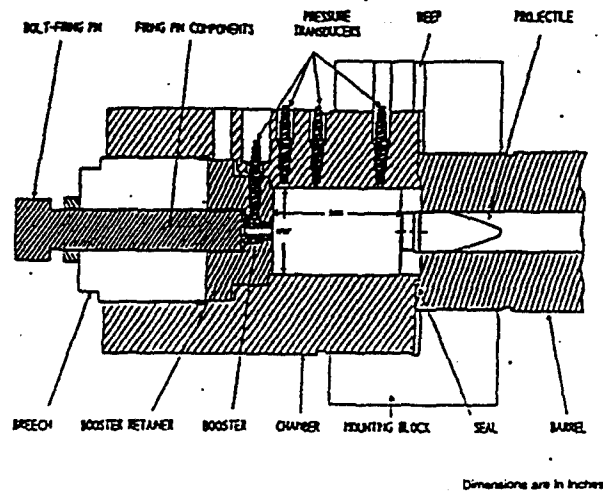 PRESSURE
TRANSDUCERS
BOLT-FIRING PIN
FIRING PIN COMPONENTS
PROJECTILE
BREECH
BOOSTER RETAINER
BOOSTER
CHAMBER
MOUNTING BLOCK
SEAL
BARREL
Dimensions are in Inches